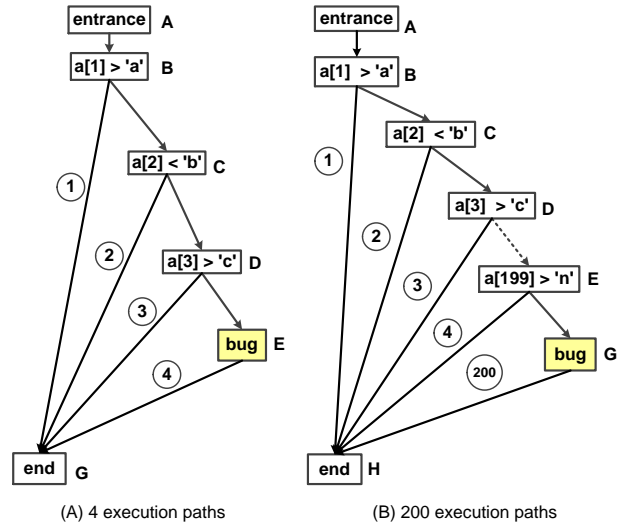 entrance A
a[1] > 'a' B
a[2] < 'b' C
1
2
a[3] > 'c' D
3
bug E
4
end G
(A) 4 execution paths
entrance A
a[1] > 'a' B
a[2] < 'b' C
1
a[3] > 'c' D
2
a[199] > 'n' E
3
4
bug G
200
end H
(B) 200 execution paths